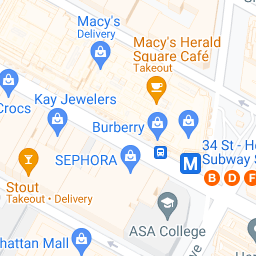 Macy's
Delivery
Macy's Herald
Square Café
Takeout
Crocs
Kay Jewelers
Burberry
34 St - He
Subway S
M
B
D
F
SEPHORA
Stout
Takeout • Delivery
ASA College
hattan Mall